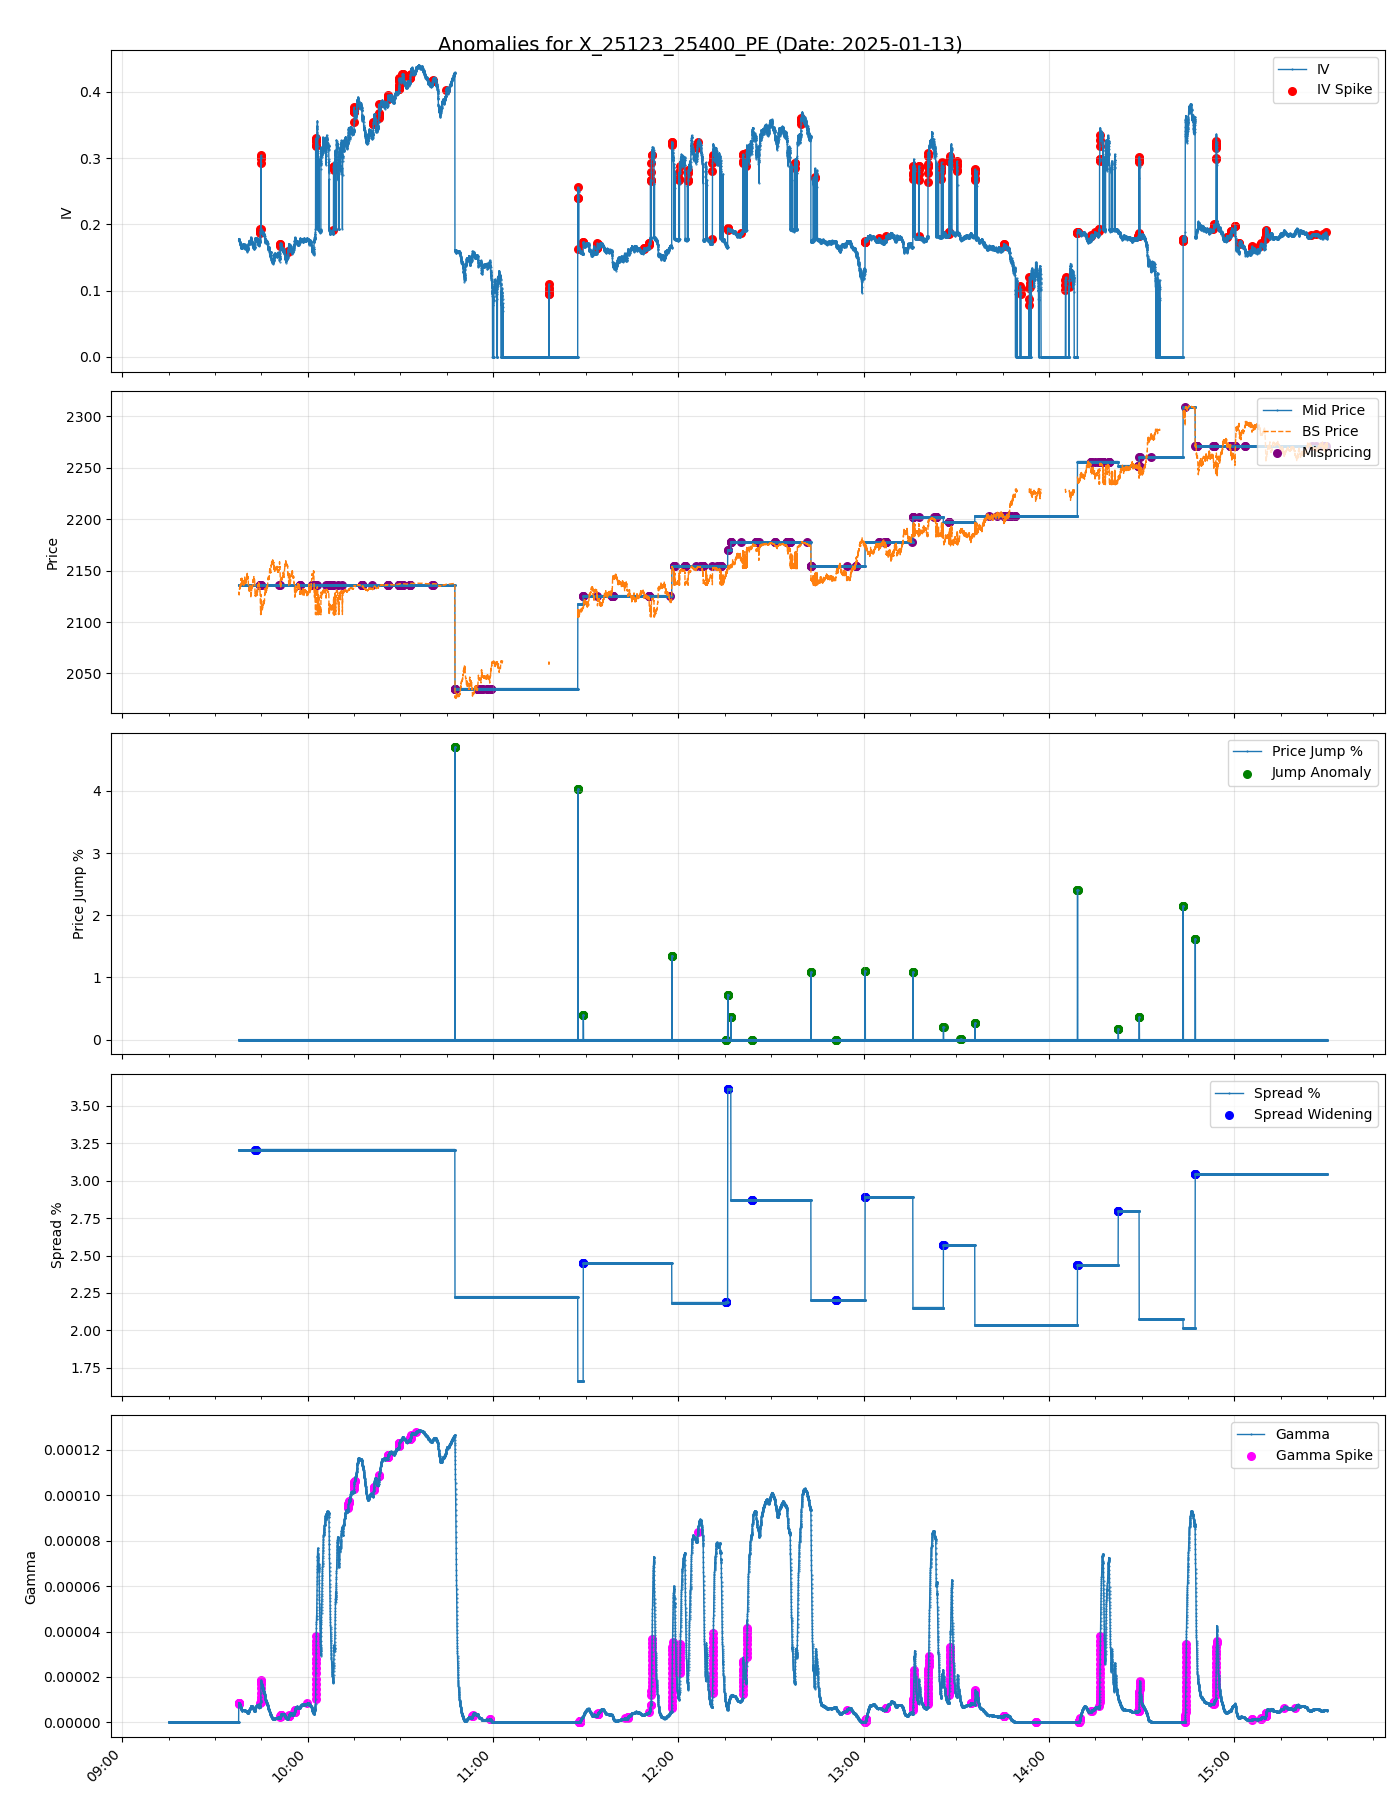 Anomalies for X_25123_25400_PE (Date: 2025-01-13)
IV
IV Spike
0.4
0.3
0.2
0.1
0.0
IV
Mid Price
BS Price
Mispricing
2300
2250
2200
2150
2100
2050
Price
Price Jump %
Jump Anomaly
4
3
2
1
0
Price Jump %
Spread %
Spread Widening
3.50
3.25
3.00
2.75
2.50
2.25
2.00
1.75
Spread %
Gamma
Gamma Spike
0.00012
0.00010
0.00008
0.00006
0.00004
0.00002
0.00000
Gamma
09:00
10:00
11:00
12:00
13:00
14:00
15:00